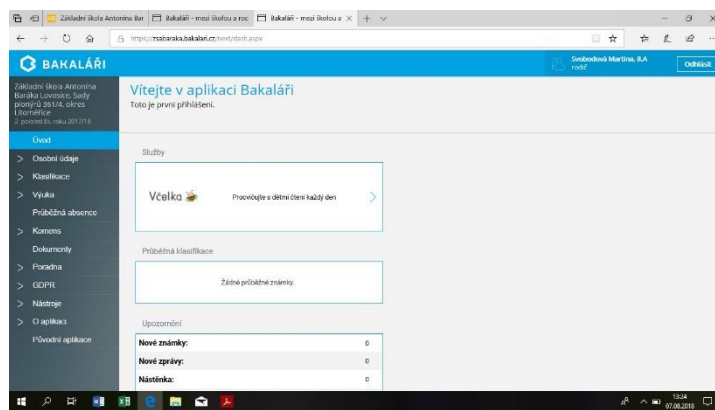 Základní škola Antonína Bar
Bakaláři - mezi školou a roc
Bakaláři - mezi školou a
https://zsabaraka.bakalari.cz/next/dash.aspx
BAKALÁŘI
Svobodová Martina, 8.A
rodič
Odhlásit
Základní škola Antonína
Baráka Lovosice, Sady
pionýrů 361/4, okres
Litoměřice
2. pololetí šk. roku 2017/18
Vítejte v aplikaci Bakaláři
Toto je první přihlášení.
Úvod
Osobní údaje
Klasifikace
Výuka
Průběžná absence
Komens
Dokumenty
Poradna
GDPR
Nástroje
O aplikaci
Původní aplikace
Služby
Včelka
Procvičujte s dětmi čtení každý den
Průběžná klasifikace
Žádné průběžné známky.
Upozornění
Nové známky: 0
Nové zprávy: 0
Nástěnka: 0
13:24
07.08.2018